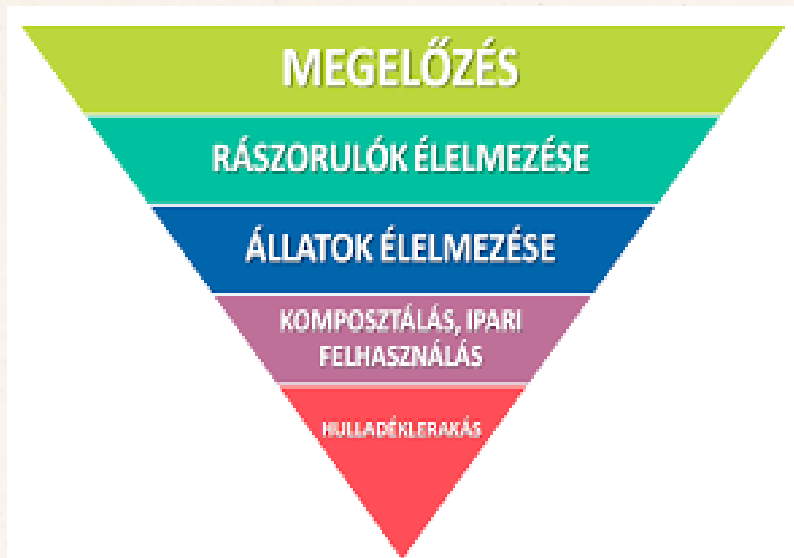 MEGELŐZÉS
RÁSZORULÓK ÉLELMEZÉSE
ÁLLATOK ÉLELMEZÉSE
KOMPOSZTÁLÁS, IPARI
FELHASZNÁLÁS
HULLADÉKLERAKÁS